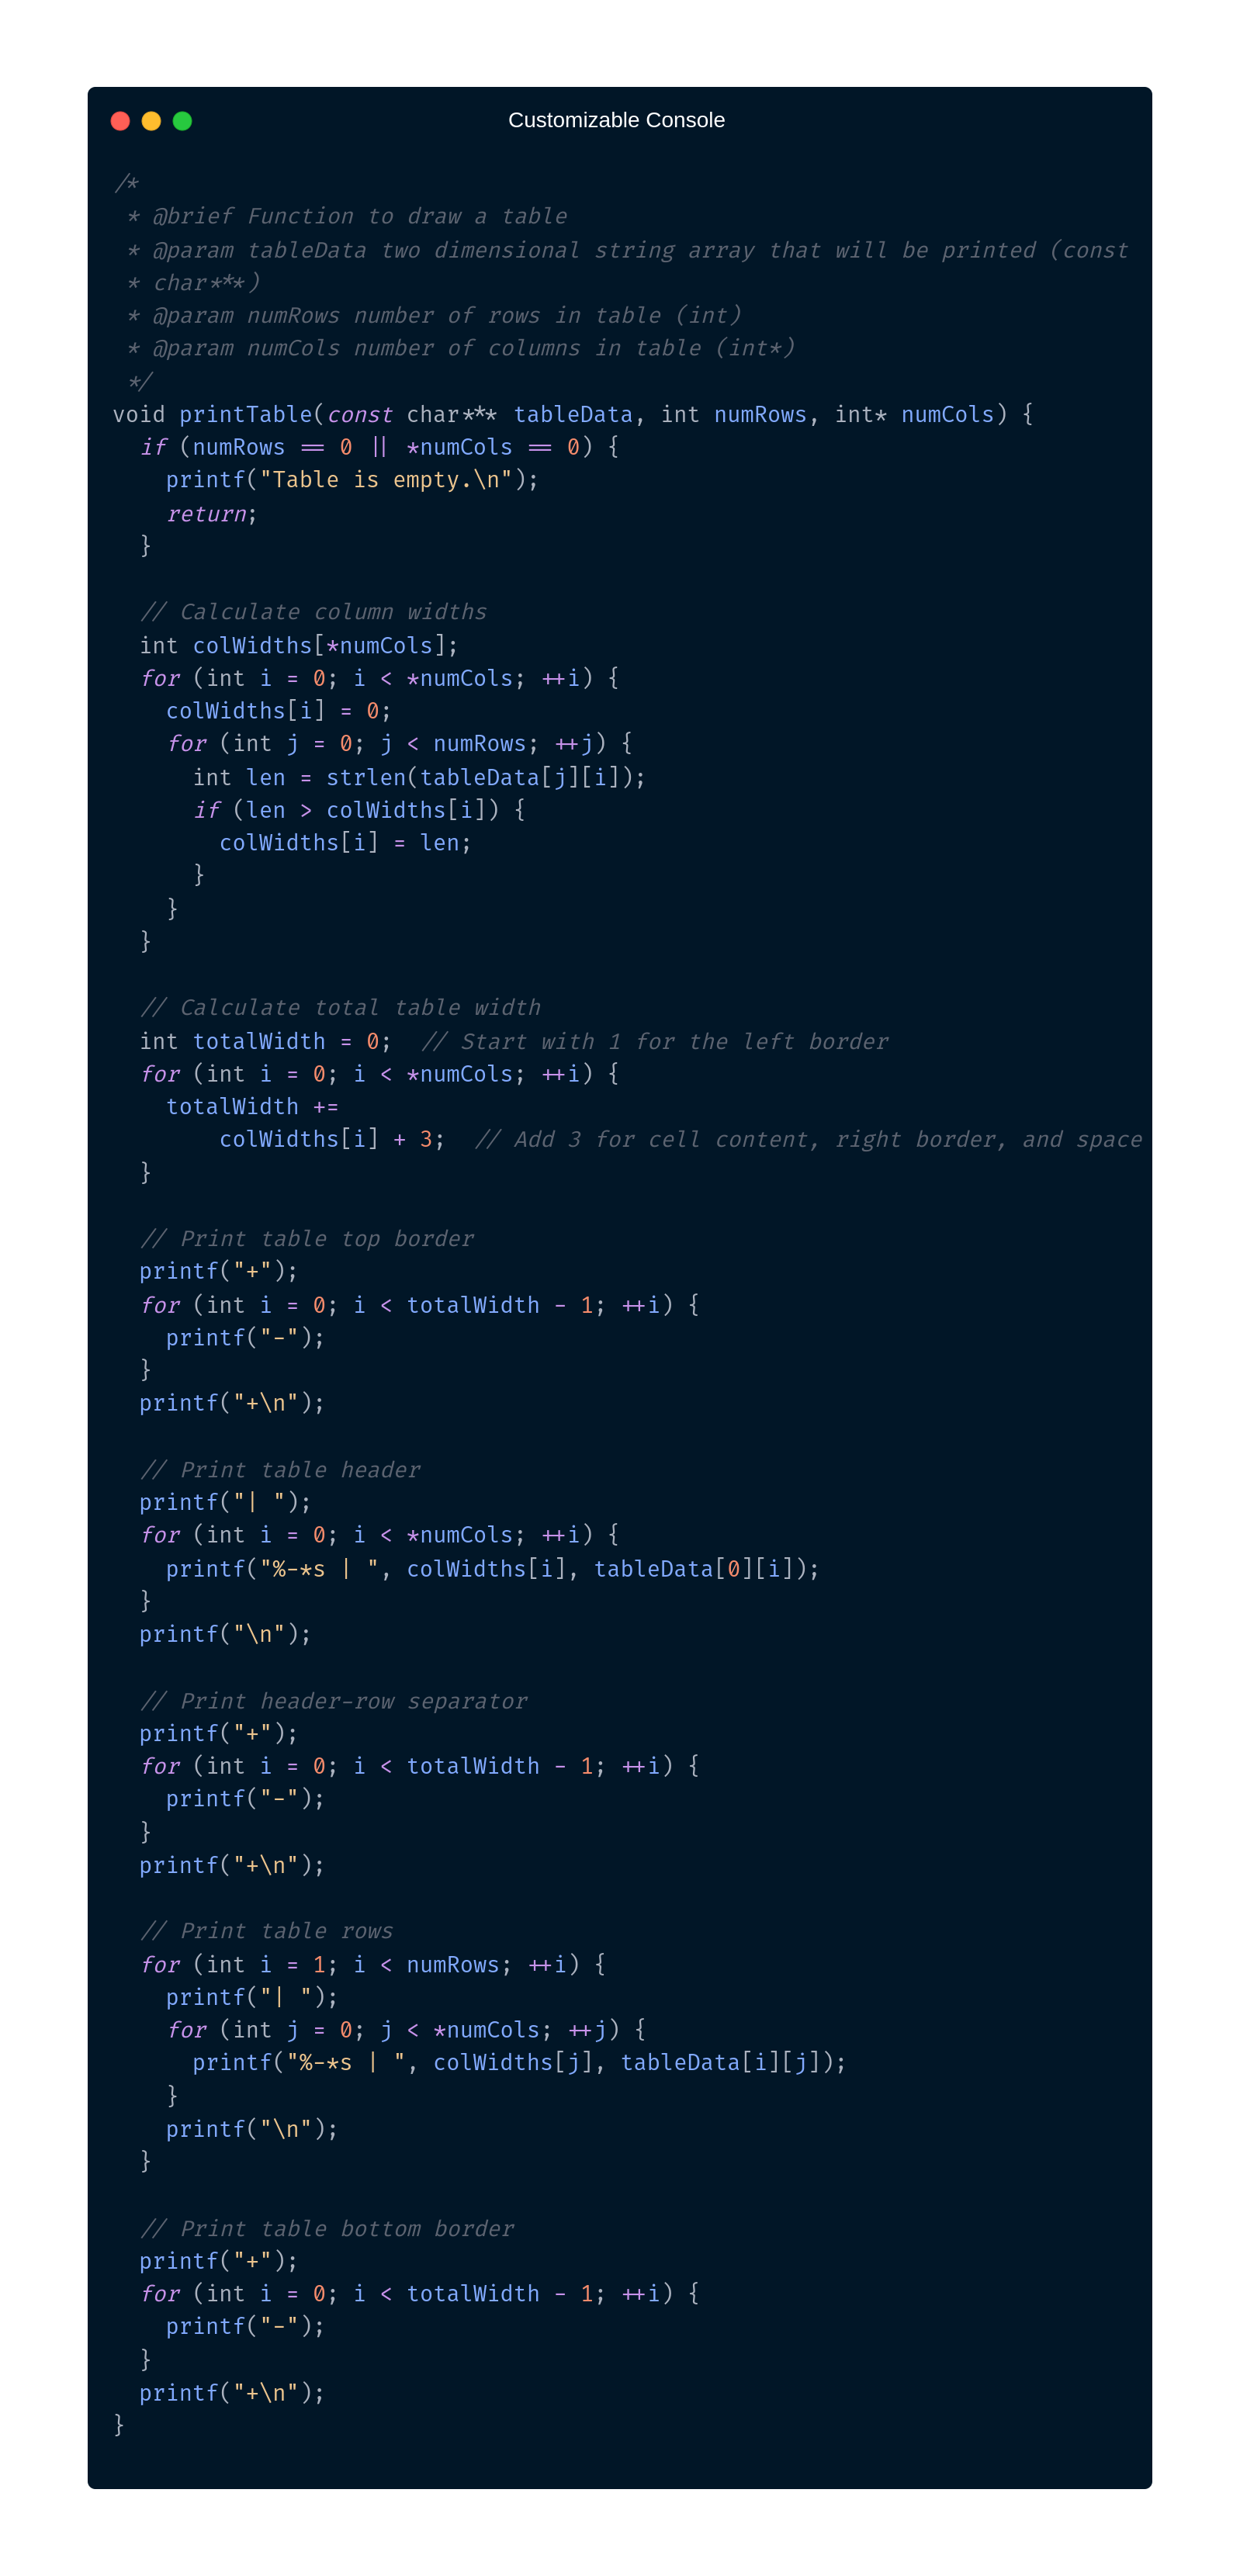 Customizable Console
/*
 * @brief Function to draw a table
 * @param tableData two dimensional string array that will be printed (const
 * char***)
 * @param numRows number of rows in table (int)
 * @param numCols number of columns in table (int*)
 */
void printTable(const char*** tableData, int numRows, int* numCols) {
  if (numRows == 0 || *numCols == 0) {
    printf("Table is empty.\n");
    return;
  }

  // Calculate column widths
  int colWidths[*numCols];
  for (int i = 0; i < *numCols; ++i) {
    colWidths[i] = 0;
    for (int j = 0; j < numRows; ++j) {
      int len = strlen(tableData[j][i]);
      if (len > colWidths[i]) {
        colWidths[i] = len;
      }
    }
  }

  // Calculate total table width
  int totalWidth = 0;  // Start with 1 for the left border
  for (int i = 0; i < *numCols; ++i) {
    totalWidth +=
        colWidths[i] + 3;  // Add 3 for cell content, right border, and space
  }

  // Print table top border
  printf("+");
  for (int i = 0; i < totalWidth - 1; ++i) {
    printf("-");
  }
  printf("+\n");

  // Print table header
  printf("| ");
  for (int i = 0; i < *numCols; ++i) {
    printf("%-*s | ", colWidths[i], tableData[0][i]);
  }
  printf("\n");

  // Print header-row separator
  printf("+");
  for (int i = 0; i < totalWidth - 1; ++i) {
    printf("-");
  }
  printf("+\n");

  // Print table rows
  for (int i = 1; i < numRows; ++i) {
    printf("| ");
    for (int j = 0; j < *numCols; ++j) {
      printf("%-*s | ", colWidths[j], tableData[i][j]);
    }
    printf("\n");
  }

  // Print table bottom border
  printf("+");
  for (int i = 0; i < totalWidth - 1; ++i) {
    printf("-");
  }
  printf("+\n");
}